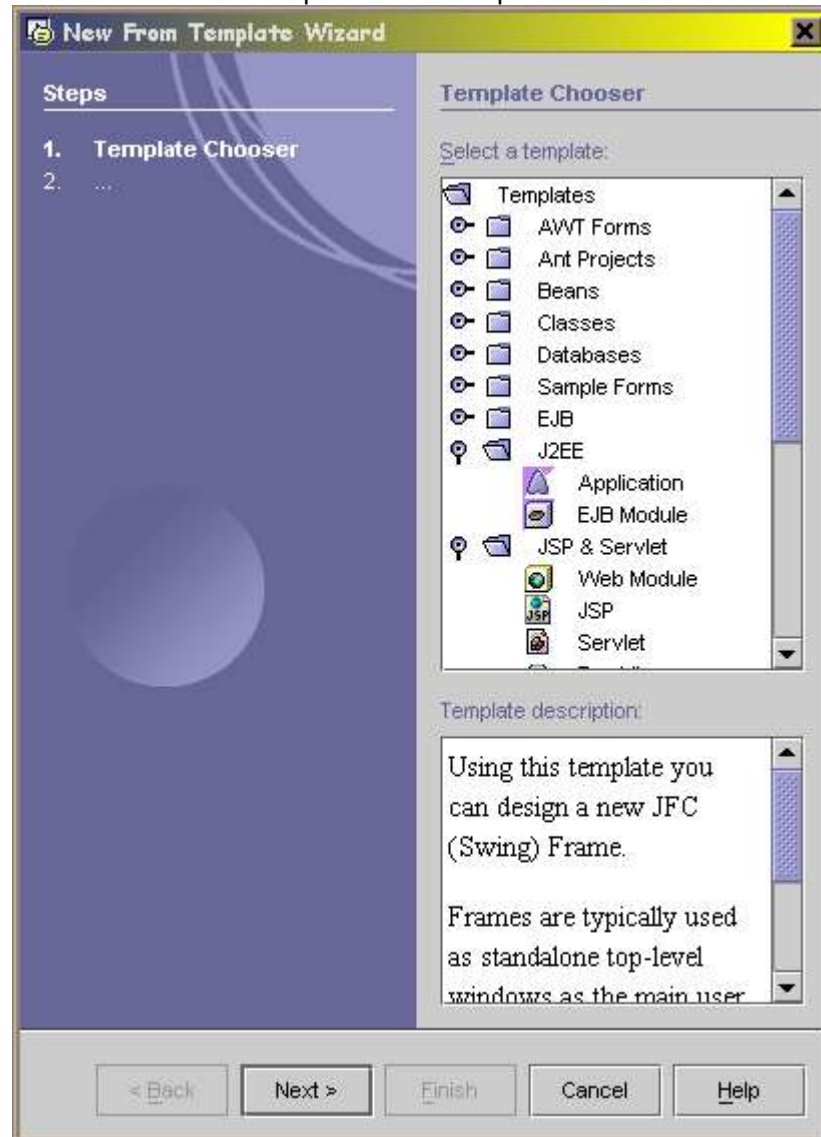 New From Template Wizard
Steps
1. Template Chooser
2. ...
Template Chooser
Select a template:
Templates
AWT Forms
Ant Projects
Beans
Classes
Databases
Sample Forms
EJB
J2EE
Application
EJB Module
JSP & Servlet
Web Module
JSP
Servlet
Template description:
Using this template you
can design a new JFC
(Swing) Frame.
Frames are typically used
as standalone top-level
windows as the main user
< Back
Next >
Finish
Cancel
Help